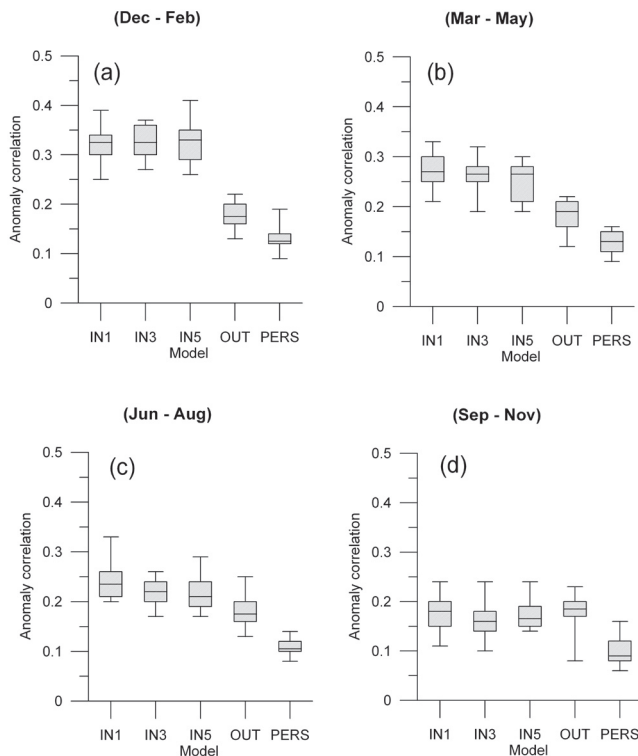 (Dec - Feb)
(a)
0.5
0.4
0.3
0.2
0.1
0
Anomaly correlation
IN1 IN3 IN5 OUT PERS
Model
(Mar - May)
(b)
0.5
0.4
0.3
0.2
0.1
0
Anomaly correlation
IN1 IN3 IN5 OUT PERS
Model
(Jun - Aug)
(c)
0.5
0.4
0.3
0.2
0.1
0
Anomaly correlation
IN1 IN3 IN5 OUT PERS
Model
(Sep - Nov)
(d)
0.5
0.4
0.3
0.2
0.1
0
Anomaly correlation
IN1 IN3 IN5 OUT PERS
Model